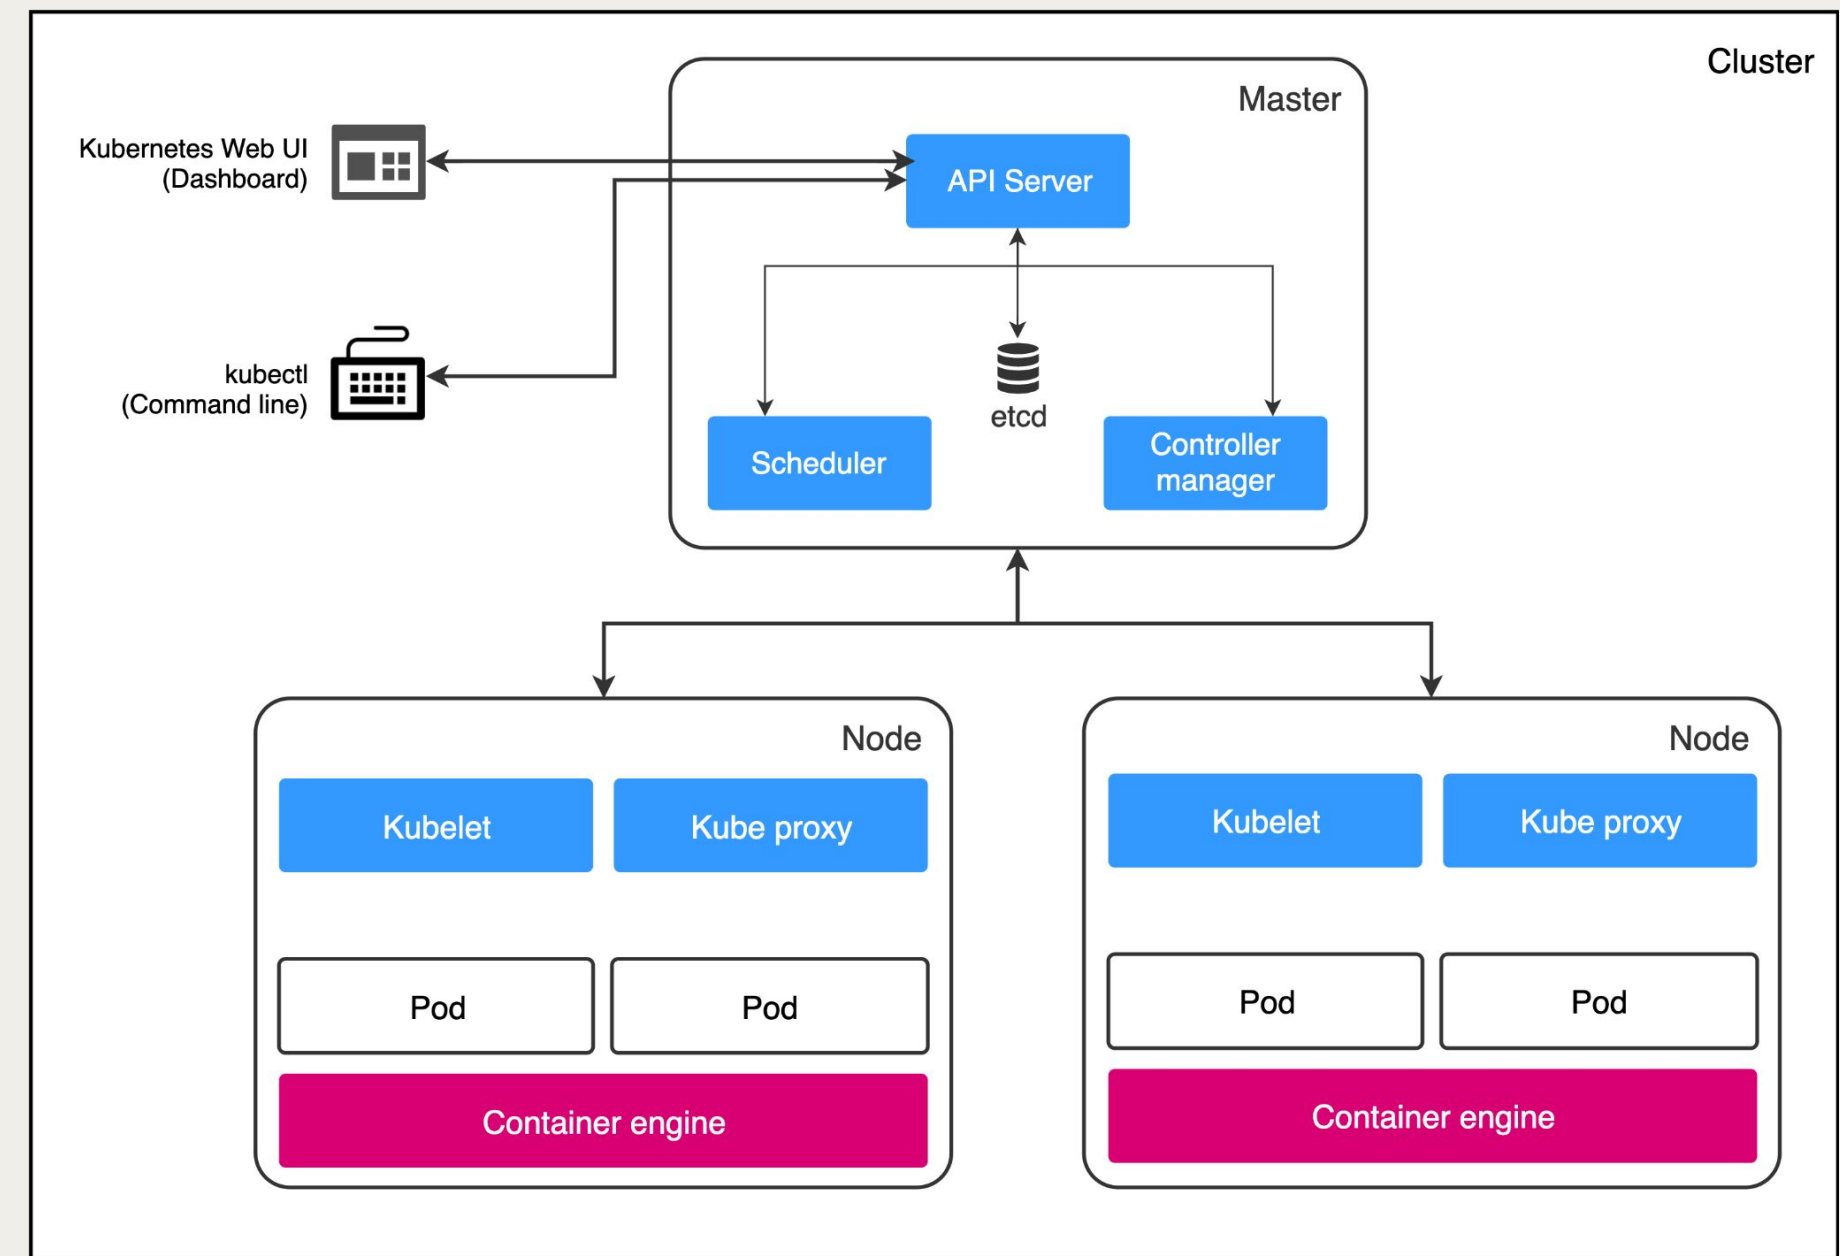 Cluster
Master
Kubernetes Web UI
(Dashboard)
API Server
kubectl
(Command line)
etcd
Scheduler
Controller
manager
Node
Kubelet
Kube proxy
Pod
Pod
Container engine
Node
Kubelet
Kube proxy
Pod
Pod
Container engine